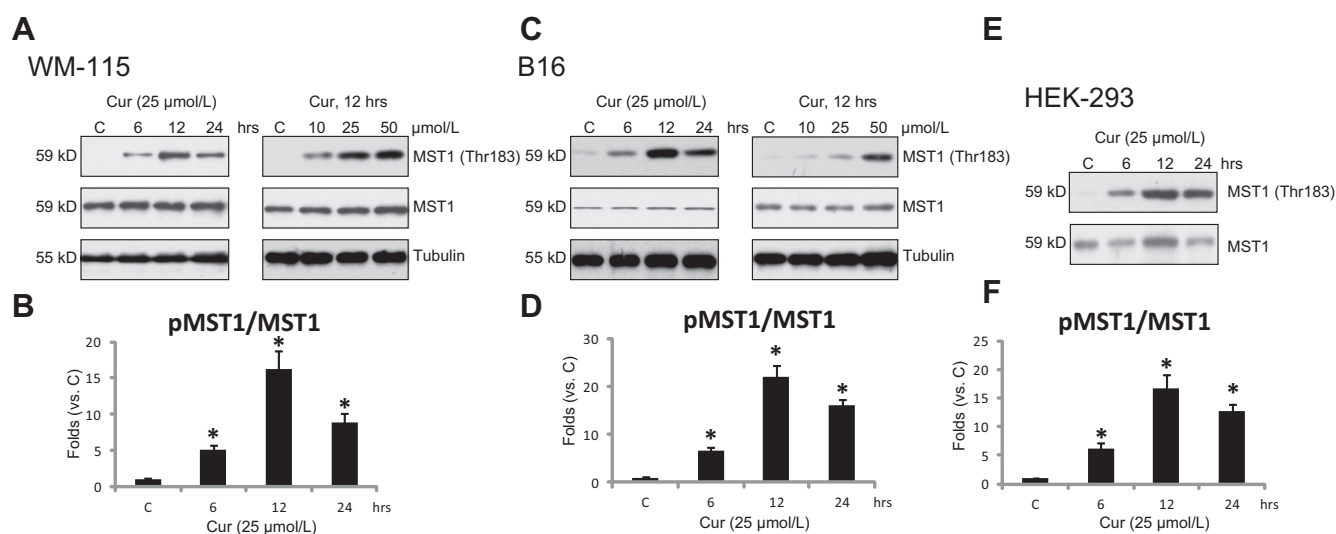 A
WM-115
Cur (25 µmol/L)
C 6 12 24 hrs
Cur, 12 hrs
C 10 25 50 µmol/L
59 kD
MST1 (Thr183)
59 kD
MST1
55 kD
Tubulin
B
pMST1/MST1
Folds (vs. C)
20
15
10
5
0
*
*
*
C 6 12 24 hrs
Cur (25 µmol/L)
C
B16
Cur (25 µmol/L)
C 6 12 24 hrs
Cur, 12 hrs
C 10 25 50 µmol/L
59 kD
MST1 (Thr183)
59 kD
MST1
55 kD
Tubulin
D
pMST1/MST1
Folds (vs. C)
30
20
10
0
*
*
*
C 6 12 24 hrs
Cur (25 µmol/L)
E
HEK-293
Cur (25 µmol/L)
C 6 12 24 hrs
59 kD
MST1 (Thr183)
59 kD
MST1
F
pMST1/MST1
Folds (vs. C)
25
20
15
10
5
0
*
*
*
C 6 12 24 hrs
Cur (25 µmol/L)